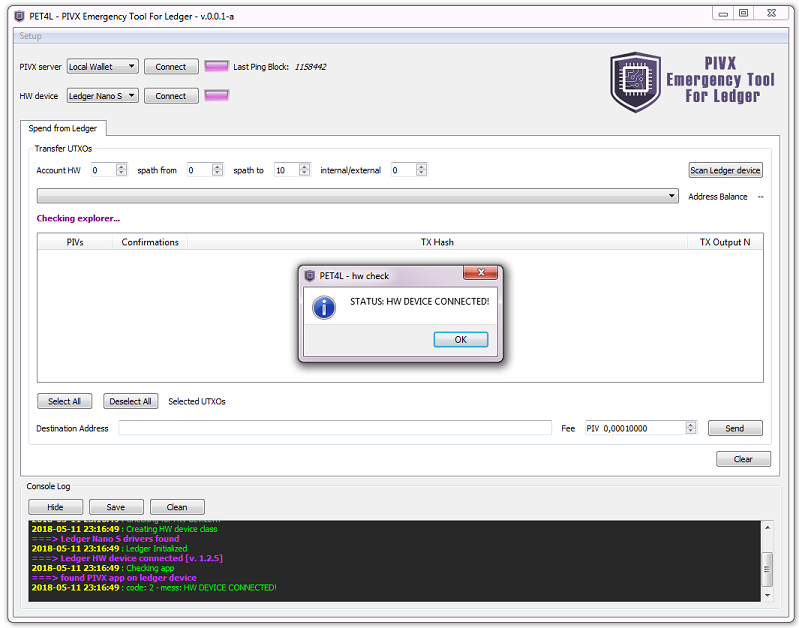 PET4L - PIVX Emergency Tool For Ledger - v.0.0.1-a
Setup
PIVX server Local Wallet Connect Last Ping Block: 1158442
HW device Ledger Nano S Connect
PIVX
Emergency Tool
For Ledger
Spend from Ledger
Transfer UTXOs
Account HW 0 spath from 0 spath to 10 internal/external 0 Scan Ledger device
Address Balance --
Checking explorer...
PIVs Confirmations TX Hash TX Output N
PET4L - hw check
STATUS: HW DEVICE CONNECTED!
OK
Select All Deselect All Selected UTXOs
Destination Address Fee PIV 0,00010000 Send
Clear
Console Log
Hide Save Clean
2018-05-11 23:16:49 : Creating HW device class
===> Ledger Nano S drivers found
2018-05-11 23:16:49 : Ledger Initialized
===> Ledger HW device connected [v. 1.2.5]
2018-05-11 23:16:49 : Checking app
===> found PIVX app on ledger device
2018-05-11 23:16:49 : code: 2 - mess: HW DEVICE CONNECTED!